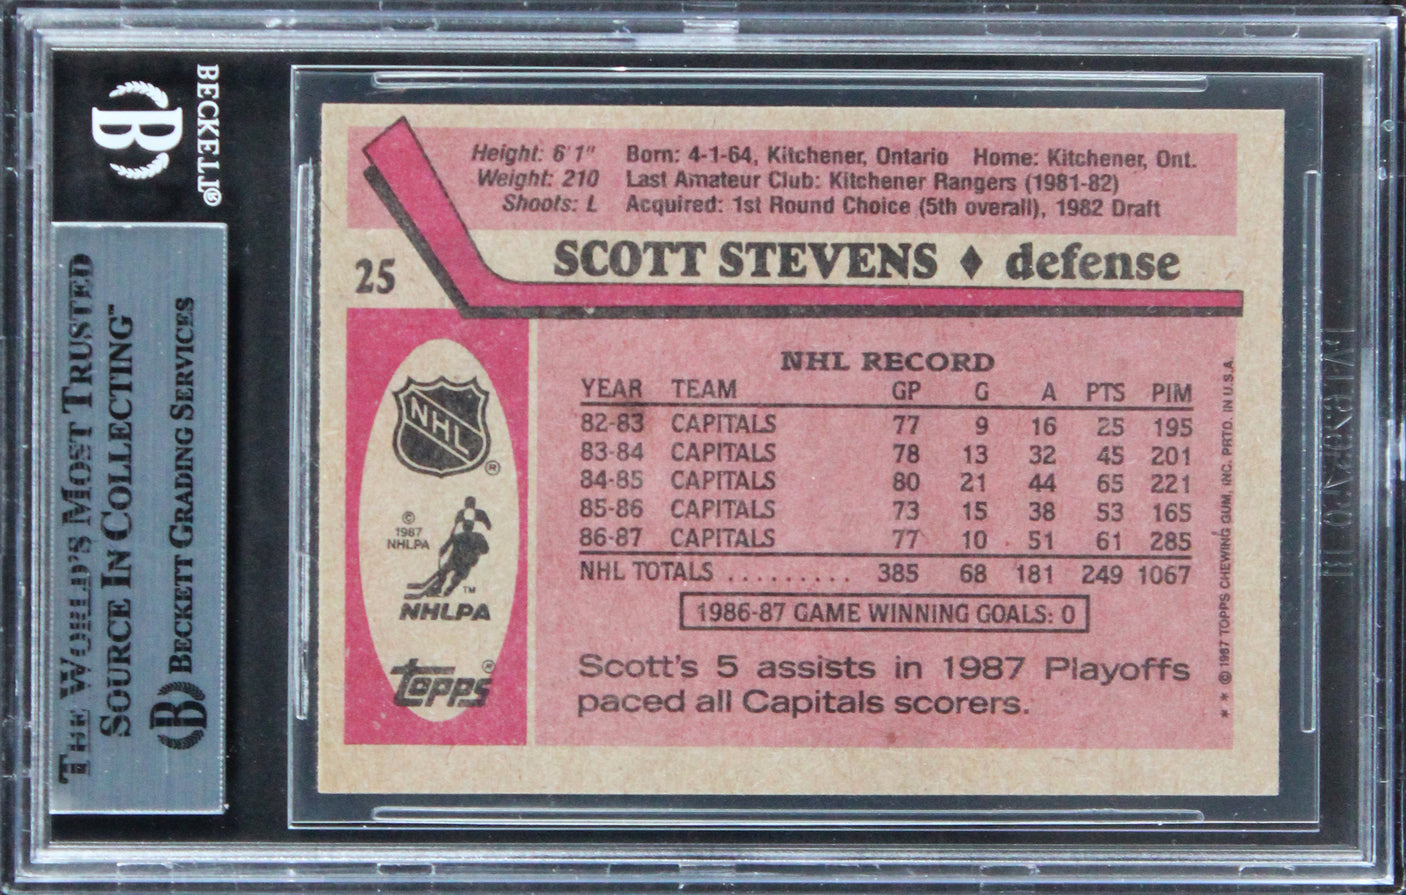 BECKETT®
THE WORLD'S MOST TRUSTED
SOURCE IN COLLECTING™
BECKETT GRADING SERVICES
Height: 6'1"
Weight: 210
Shoots: L
Born: 4-1-64, Kitchener, Ontario Home: Kitchener, Ont.
Last Amateur Club: Kitchener Rangers (1981-82)
Acquired: 1st Round Choice (5th overall), 1982 Draft
25
SCOTT STEVENS ♦ defense
NHL
®
©
1987
NHLPA
™
NHLPA
topps®
NHL RECORD
YEAR TEAM GP G A PTS PIM
82-83 CAPITALS 77 9 16 25 195
83-84 CAPITALS 78 13 32 45 201
84-85 CAPITALS 80 21 44 65 221
85-86 CAPITALS 73 15 38 53 165
86-87 CAPITALS 77 10 51 61 285
NHL TOTALS ......... 385 68 181 249 1067
1986-87 GAME WINNING GOALS: 0
Scott's 5 assists in 1987 Playoffs
paced all Capitals scorers.
* * © 1987 TOPPS CHEWING GUM, INC. PRTD. IN U.S.A.